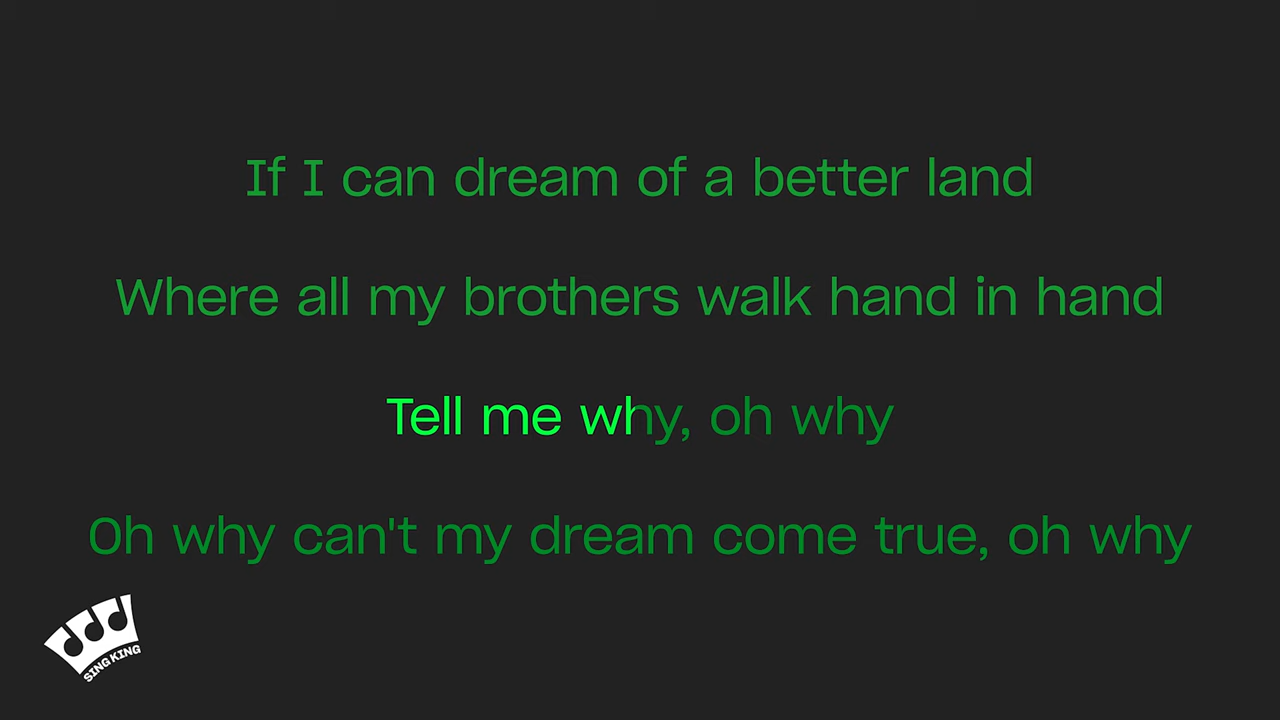 If I can dream of a better land
Where all my brothers walk hand in hand
Tell me why, oh why
Oh why can't my dream come true, oh why
SING KING